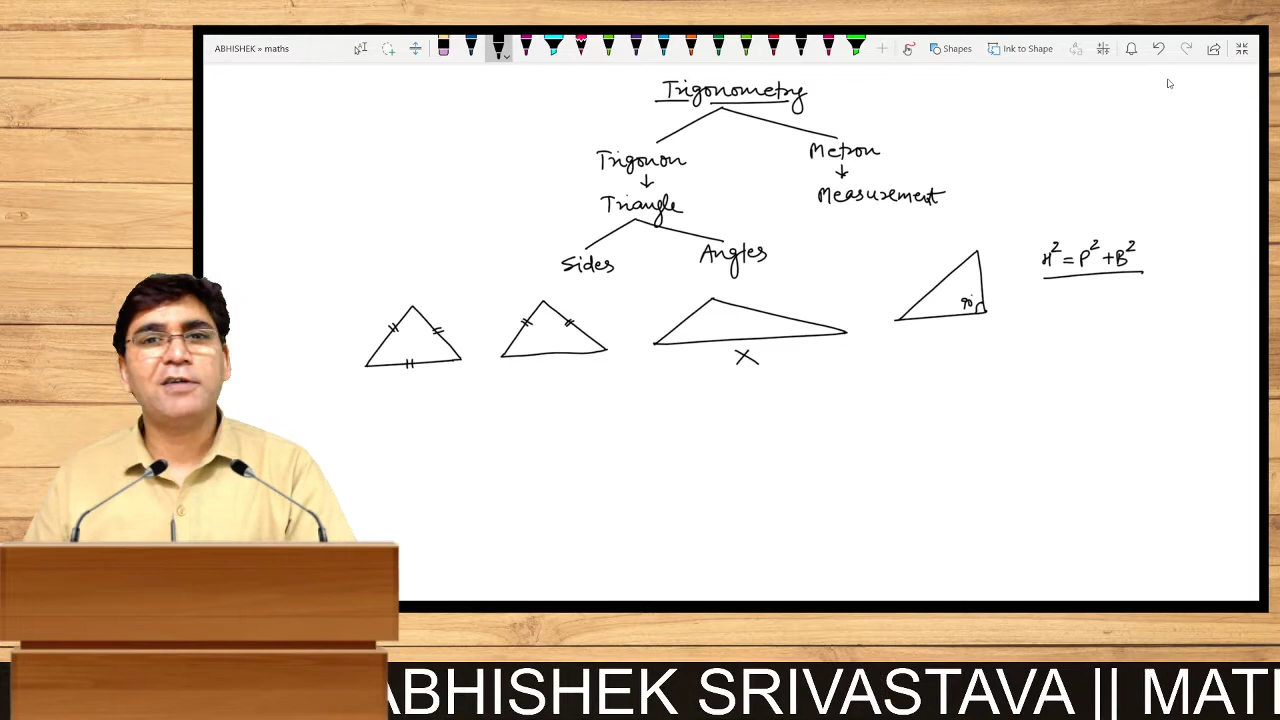 ABHISHEK » maths
Shapes
Ink to Shape
Trigonometry
Trigonon
Metron
↓
↓
Triangle
Measurement
Sides
Angles
H² = P² + B²
90°
×
ABHISHEK SRIVASTAVA || MATI